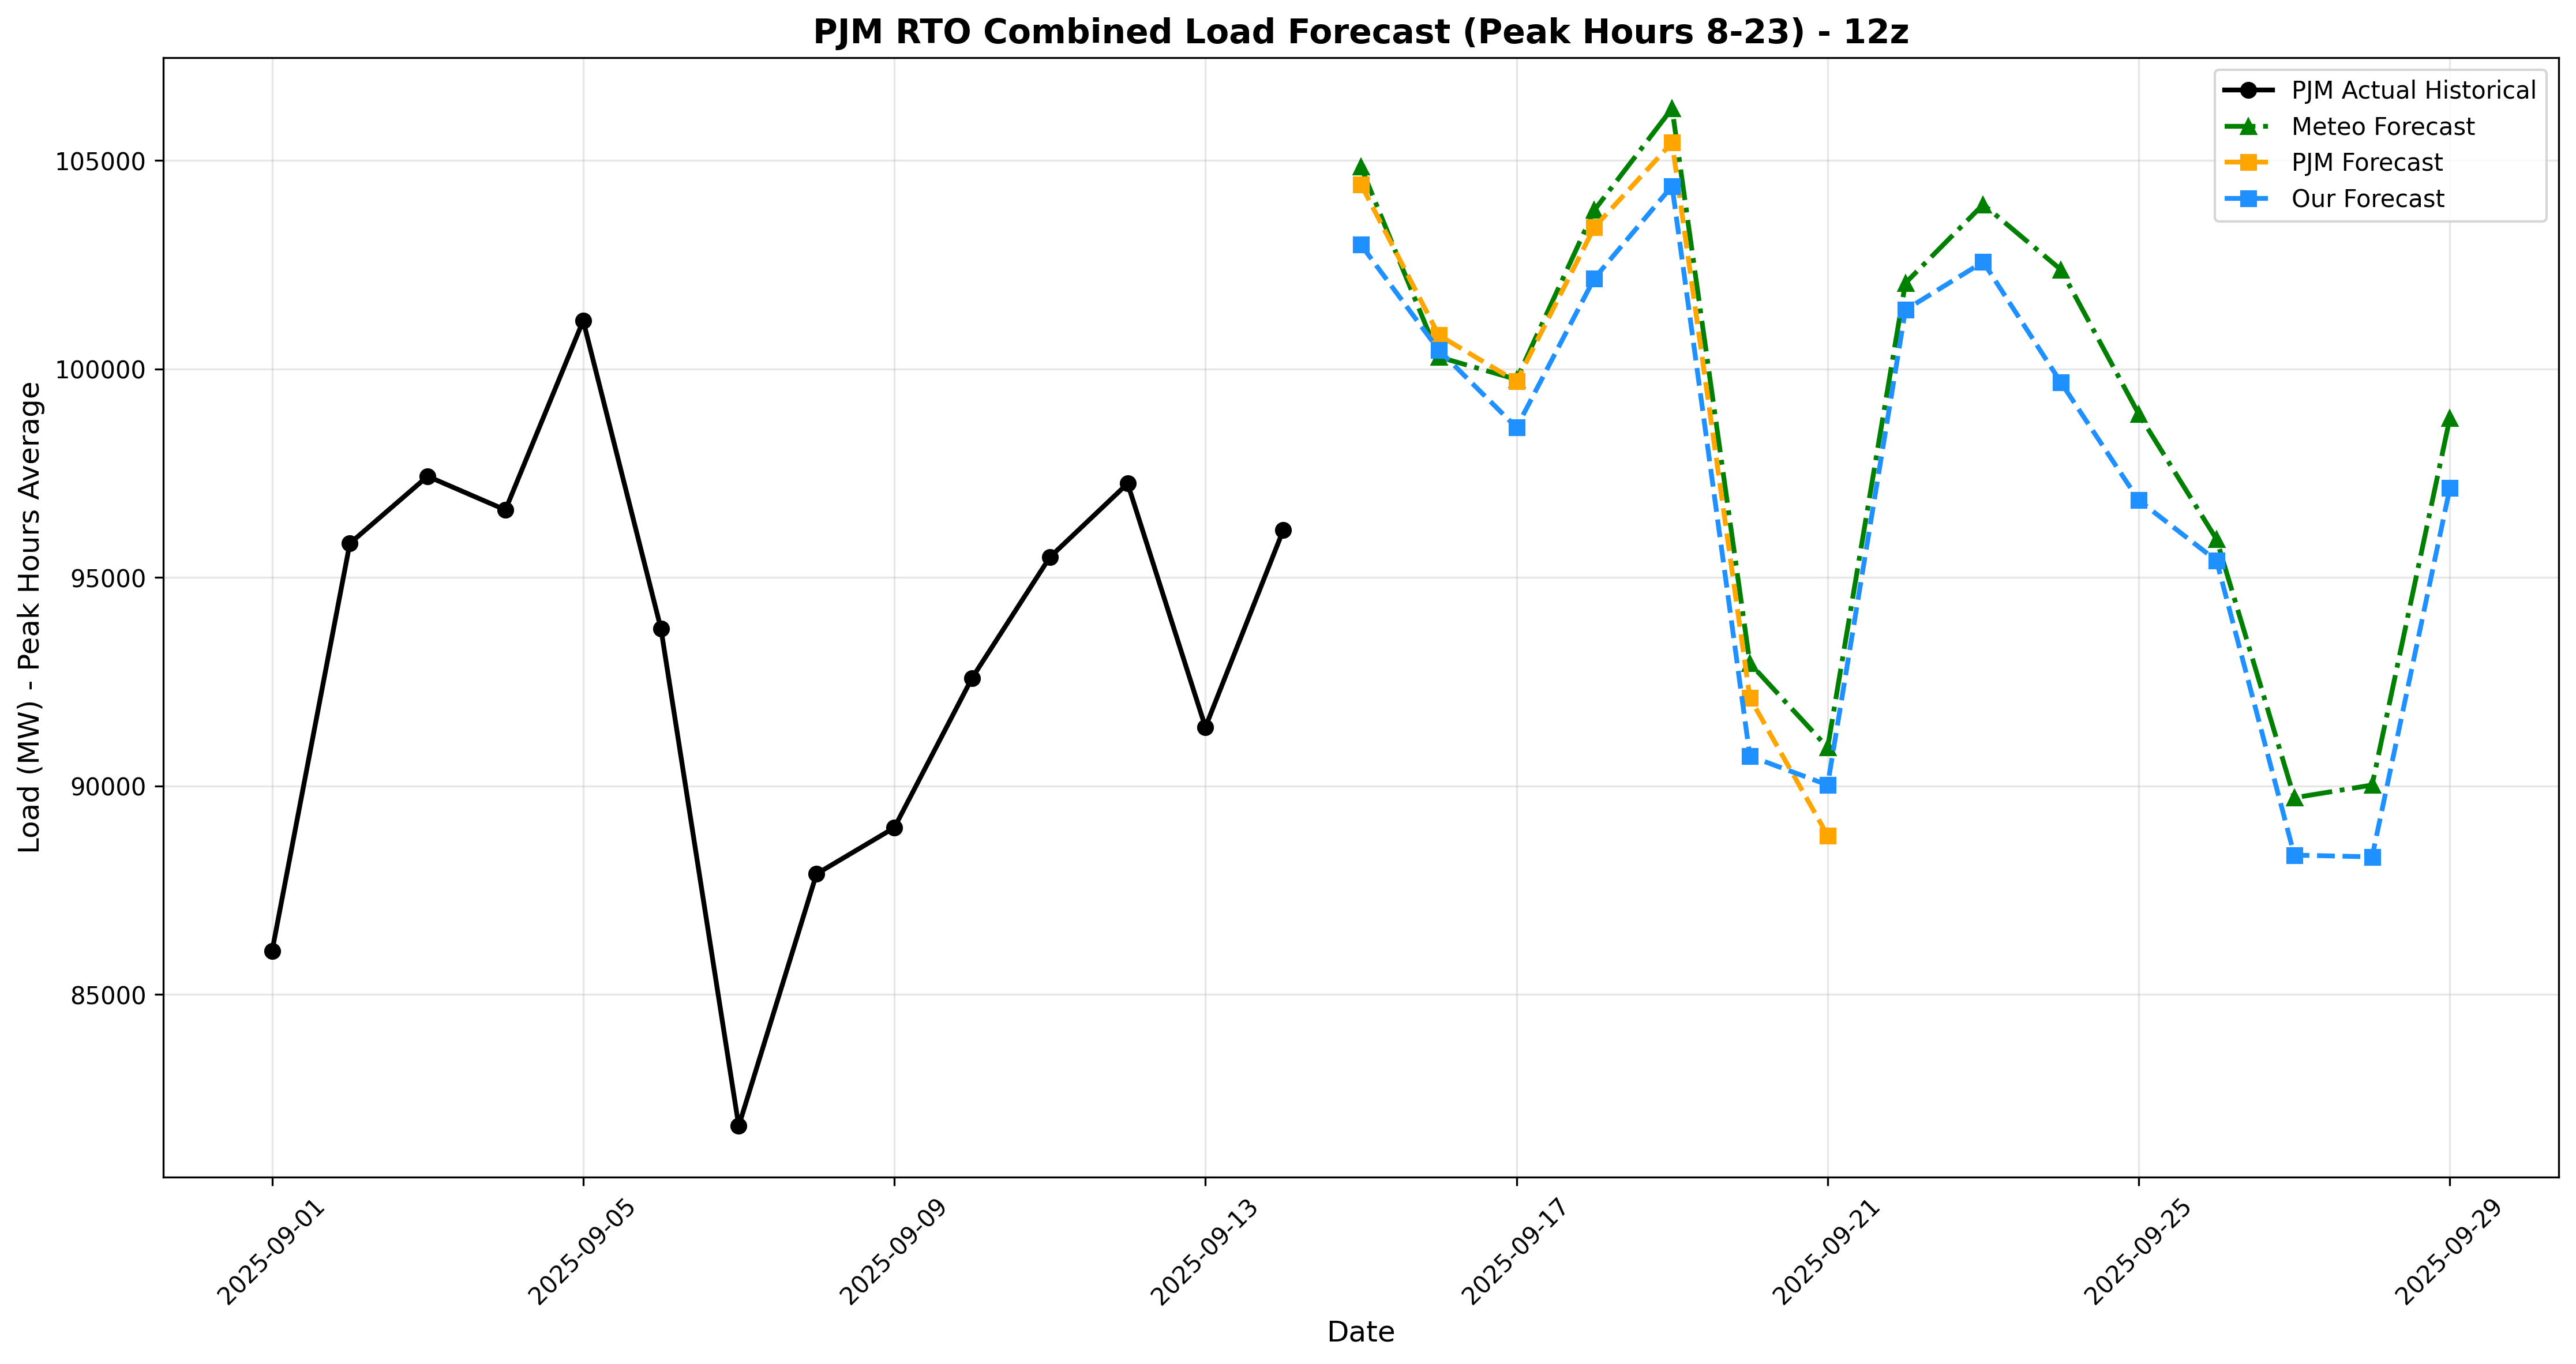 PJM RTO Combined Load Forecast (Peak Hours 8-23) - 12z
PJM Actual Historical
Meteo Forecast
PJM Forecast
Our Forecast
Load (MW) - Peak Hours Average
105000
100000
95000
90000
85000
2025-09-01
2025-09-05
2025-09-09
2025-09-13
2025-09-17
2025-09-21
2025-09-25
2025-09-29
Date